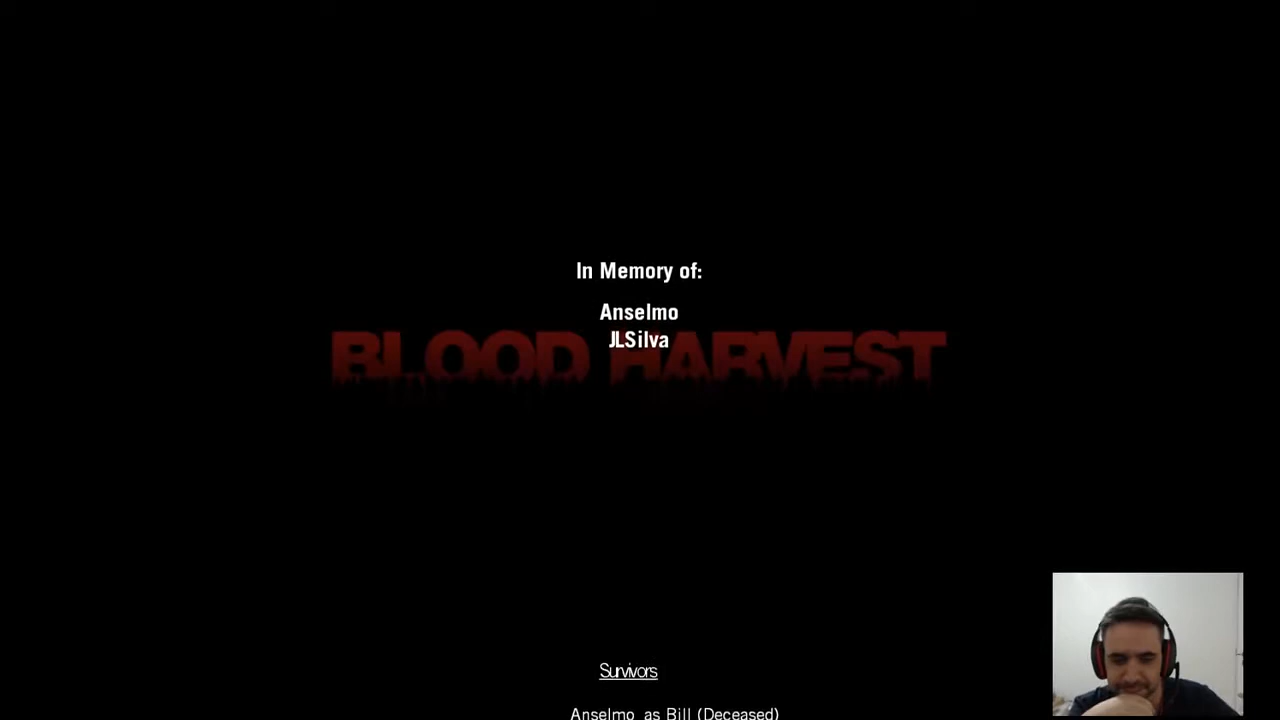 In Memory of:
Anselmo
JLSilva
BLOOD HARVEST
Survivors
Anselmo as Bill (Deceased)